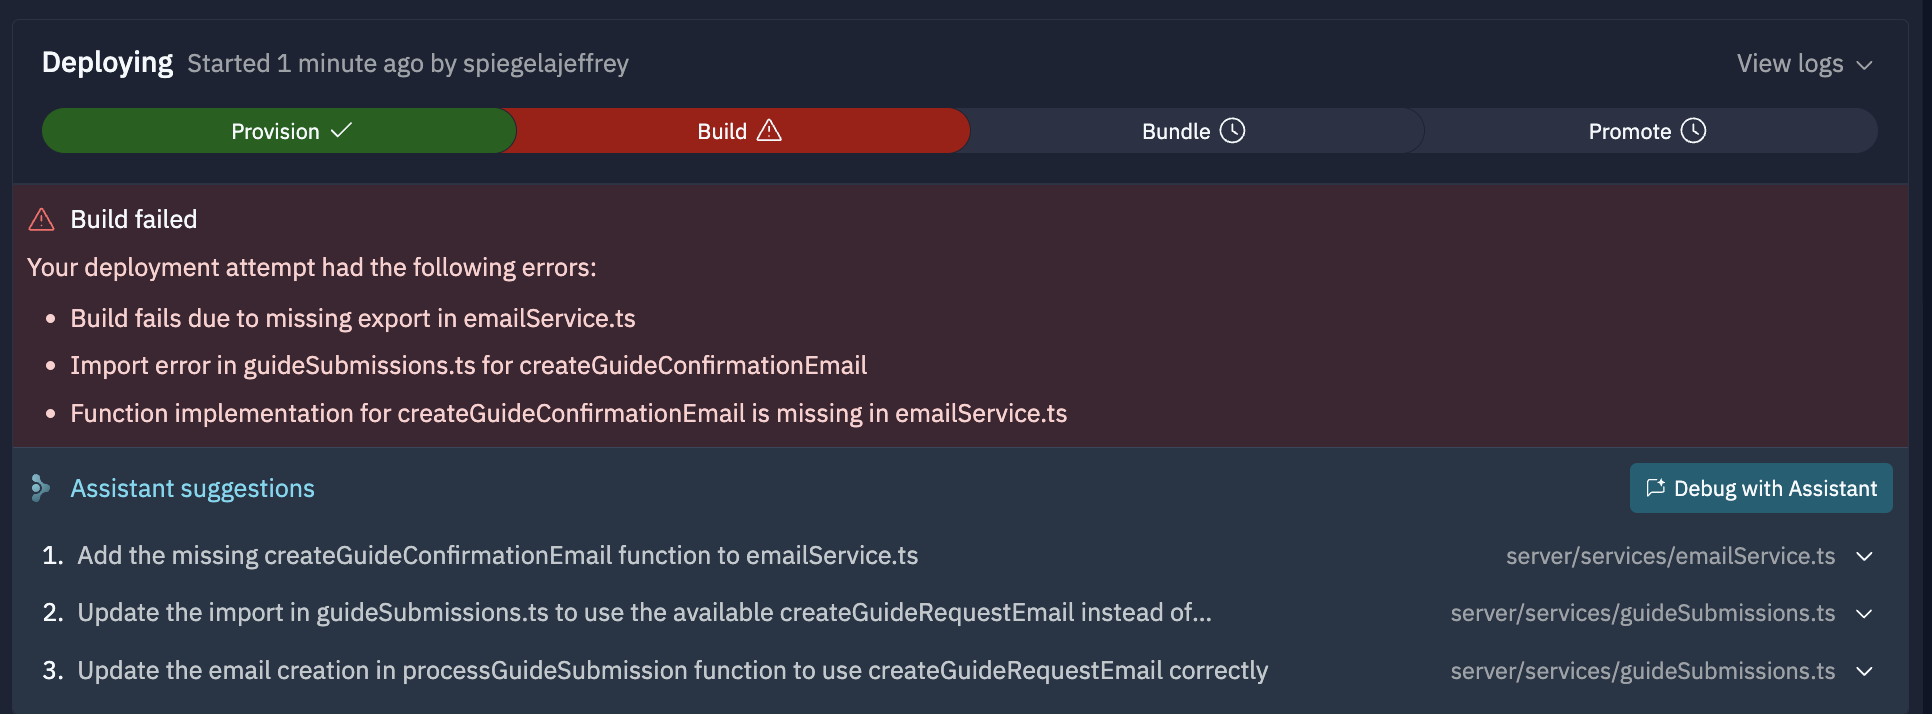 Deploying Started 1 minute ago by spiegelajeffrey View logs
Provision Build Bundle Promote
Build failed
Your deployment attempt had the following errors:
• Build fails due to missing export in emailService.ts
• Import error in guideSubmissions.ts for createGuideConfirmationEmail
• Function implementation for createGuideConfirmationEmail is missing in emailService.ts
Assistant suggestions Debug with Assistant
1. Add the missing createGuideConfirmationEmail function to emailService.ts server/services/emailService.ts
2. Update the import in guideSubmissions.ts to use the available createGuideRequestEmail instead of... server/services/guideSubmissions.ts
3. Update the email creation in processGuideSubmission function to use createGuideRequestEmail correctly server/services/guideSubmissions.ts